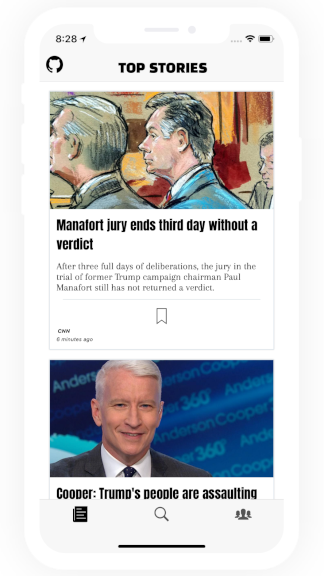 8:28
TOP STORIES
Manafort jury ends third day without a
verdict
After three full days of deliberations, the jury in the
trial of former Trump campaign chairman Paul
Manafort still has not returned a verdict.
CNN
6 minutes ago
Anderson Cooper
Anderson Cooper 360°
Cooper: Trump's people are assaulting